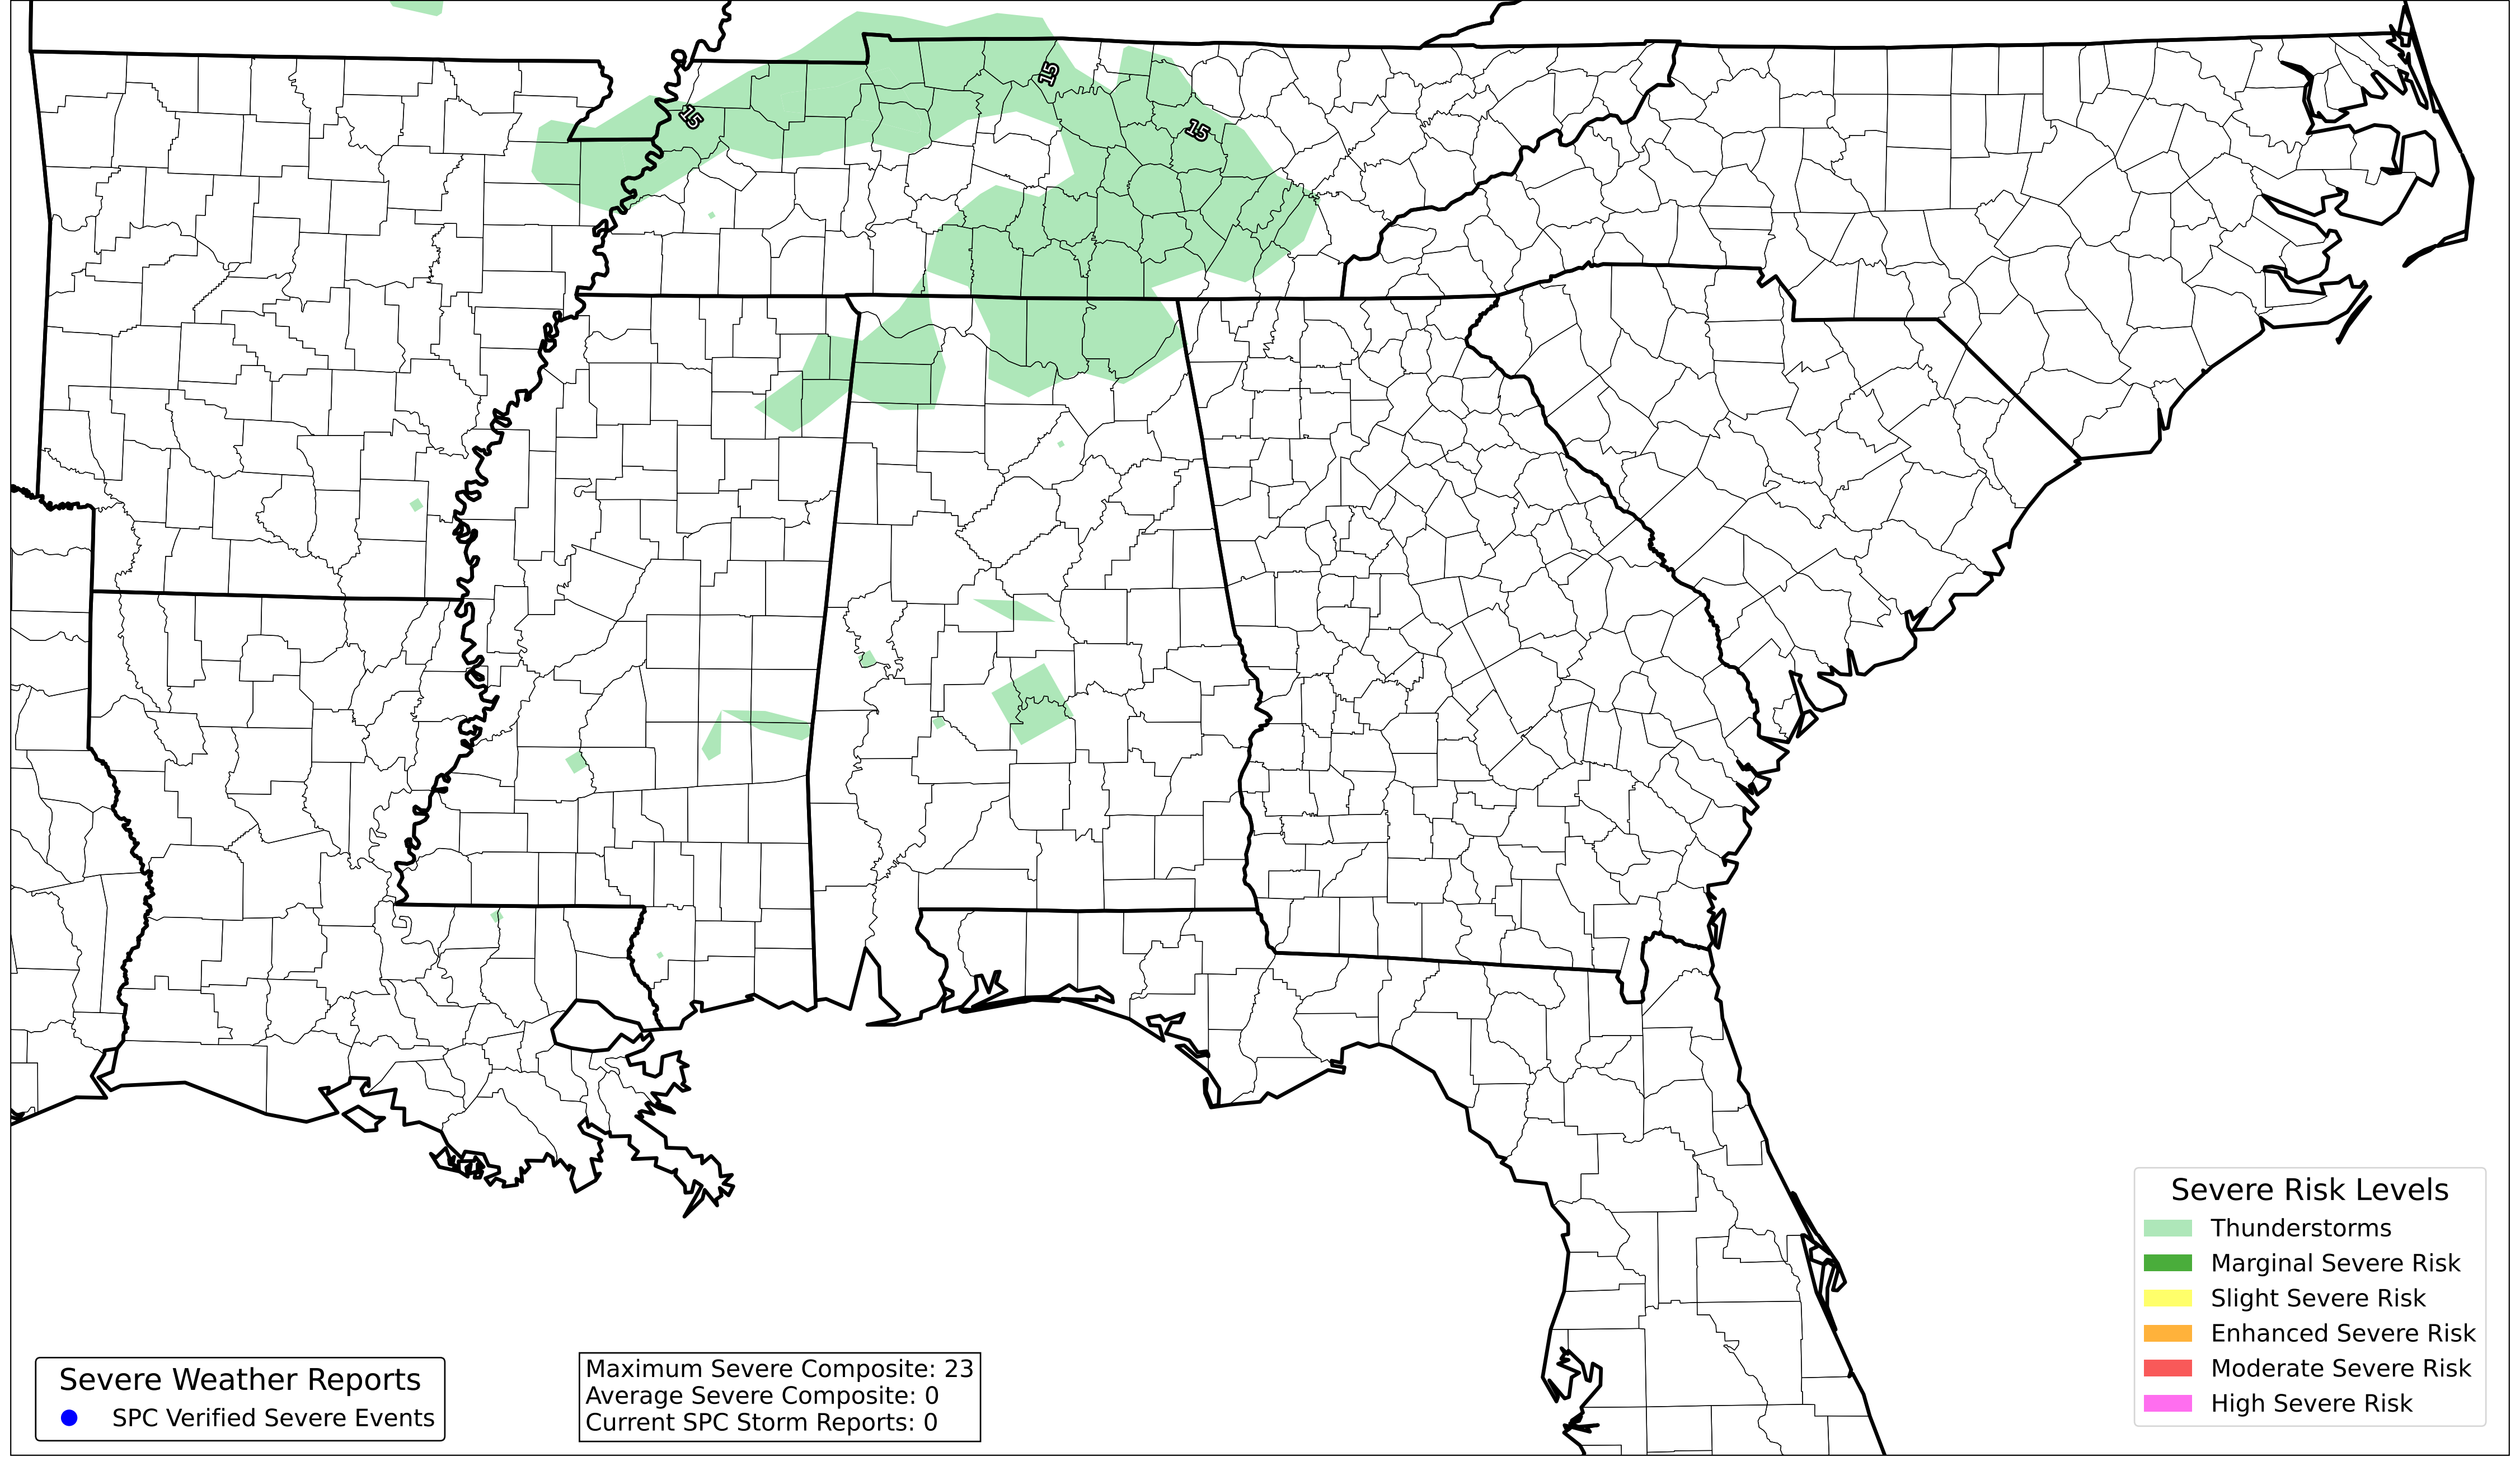 15
15
15
Severe Risk Levels
Thunderstorms
Marginal Severe Risk
Slight Severe Risk
Enhanced Severe Risk
Moderate Severe Risk
High Severe Risk
Severe Weather Reports
SPC Verified Severe Events
Maximum Severe Composite: 23
Average Severe Composite: 0
Current SPC Storm Reports: 0